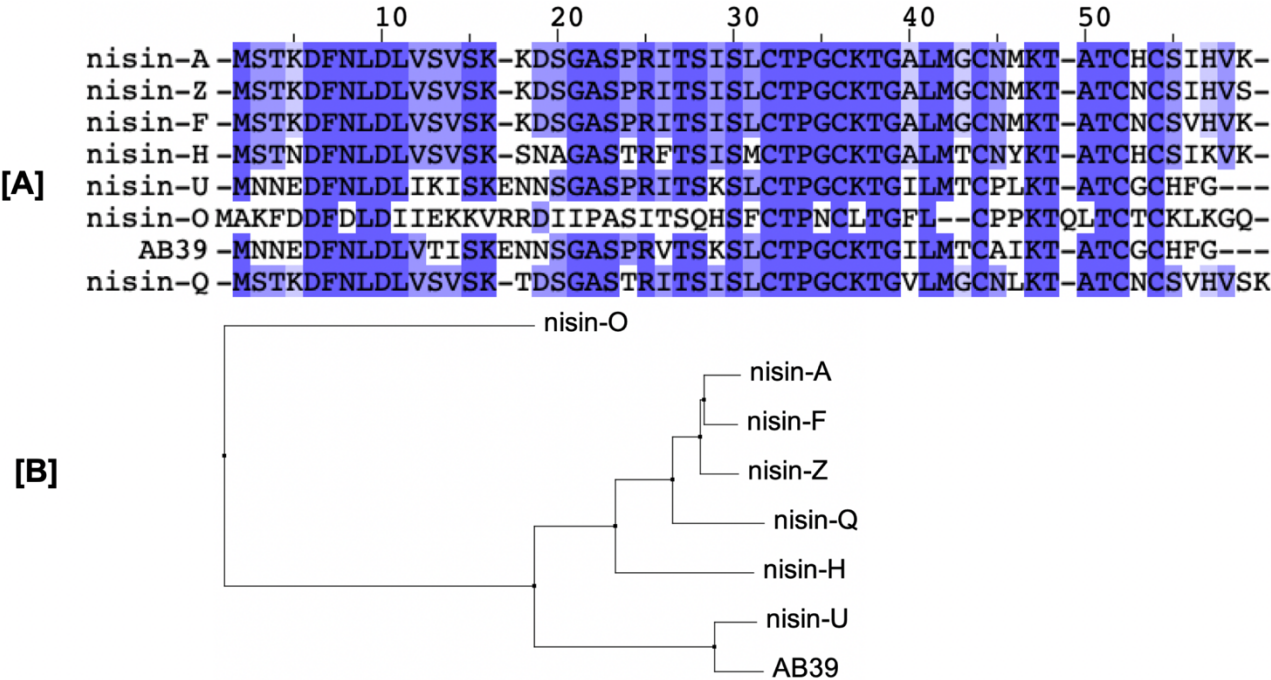 10 20 30 40 50
nisin-A -MSTKDFNLDLVSVSK-KDSGASPRITSISLCTPGCKTGALMGCNMKT-ATCHCSIHVK-
nisin-Z -MSTKDFNLDLVSVSK-KDSGASPRITSISLCTPGCKTGALMGCNMKT-ATCNCSIHVS-
nisin-F -MSTKDFNLDLVSVSK-KDSGASPRITSISLCTPGCKTGALMGCNMKT-ATCNCSVHVK-
nisin-H -MSTNDFNLDLVSVSK-SNAGASTRFTSISMCTPGCKTGALMTCNYKT-ATCHCSIKVK-
[A]
nisin-U -MNNEDFNLDLIKISKENNSGASPRITSKSLCTPGCKTGILMTCPLKT-ATCGCHFG---
nisin-O MAKFDDFDLDIIEKKVRRDIIPASITSQHSFCTPNCLTGFL--CPPKTQLTCTCKLKGQ-
AB39 -MNNEDFNLDLVTISKENNSGASPRVTSKSLCTPGCKTGILMTCAIKT-ATCGCHFG---
nisin-Q -MSTKDFNLDLVSVSK-TDSGASTRITSISLCTPGCKTGVLMGCNLKT-ATCNCSVHVSK
nisin-O
nisin-A
nisin-F
[B]
nisin-Z
nisin-Q
nisin-H
nisin-U
AB39